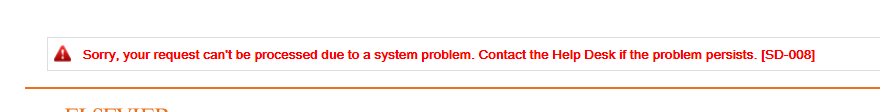 Sorry, your request can't be processed due to a system problem. Contact the Help Desk if the problem persists. [SD-008]
ELSEVIER